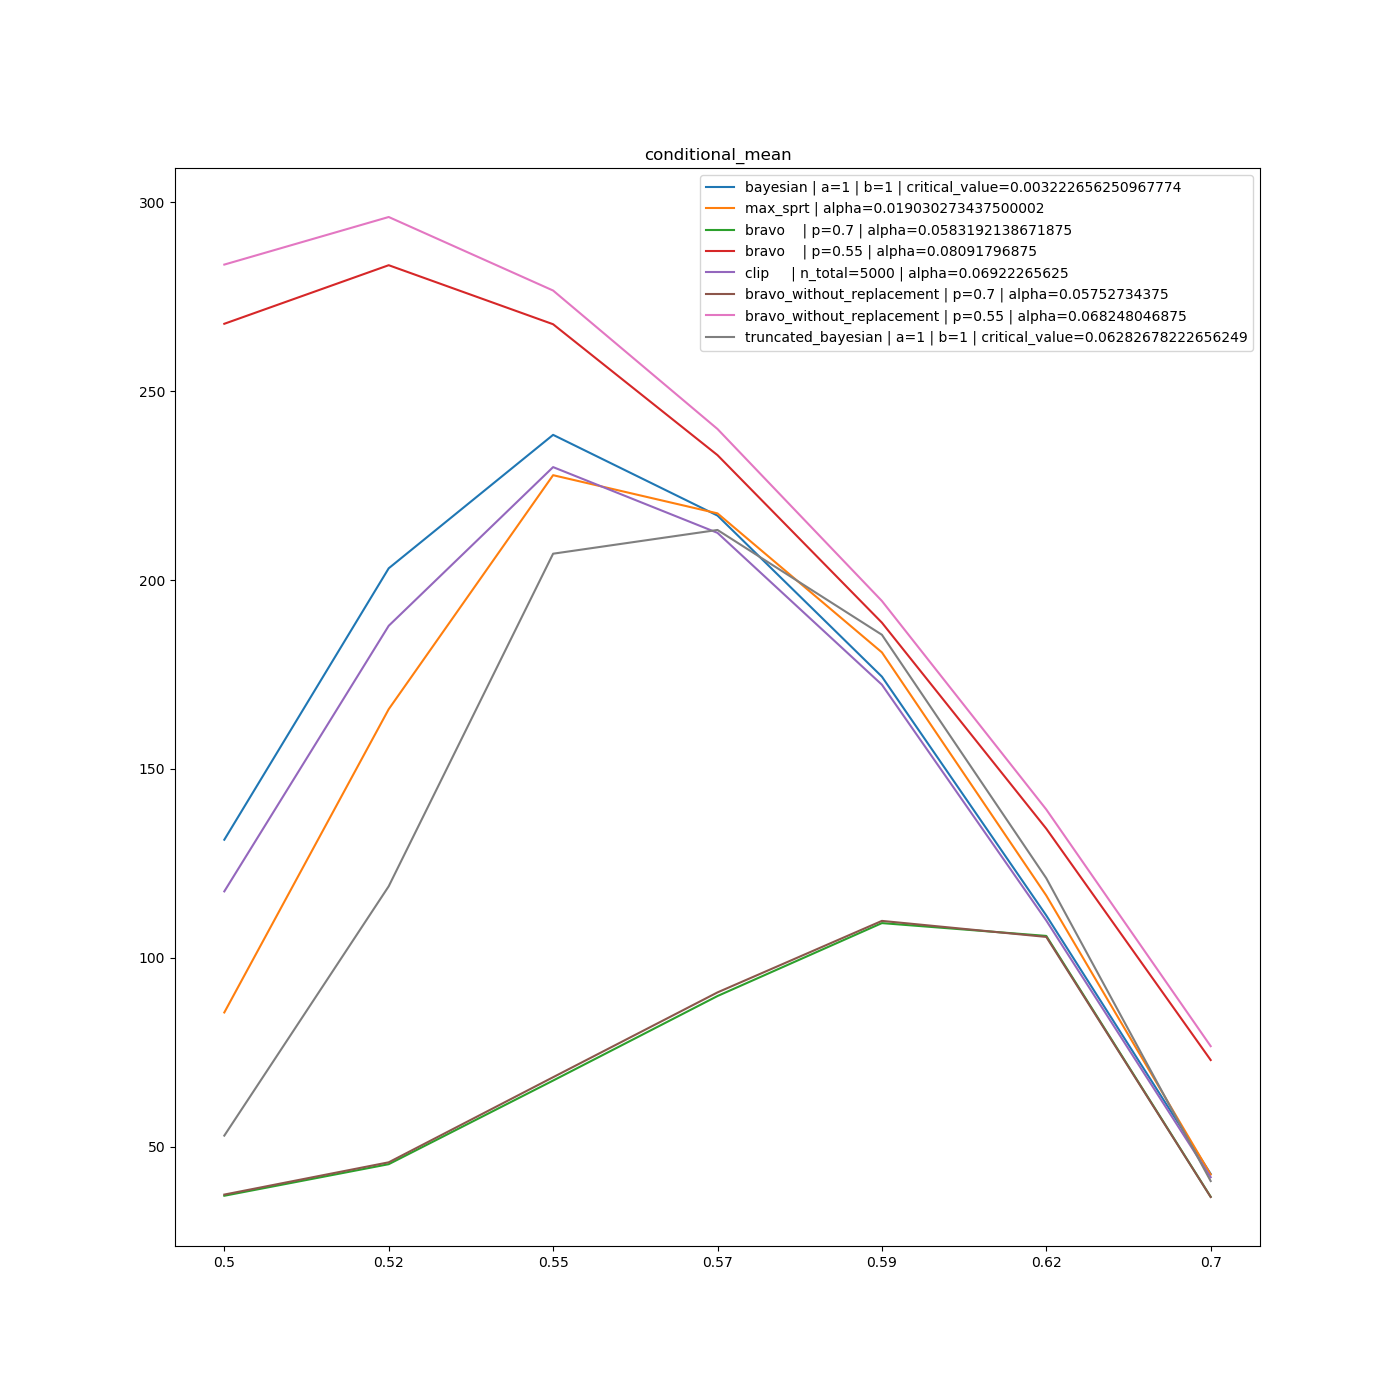 conditional_mean
bayesian | a=1 | b=1 | critical_value=0.003222656250967774
max_sprt | alpha=0.019030273437500002
bravo    | p=0.7 | alpha=0.0583192138671875
bravo    | p=0.55 | alpha=0.08091796875
clip     | n_total=5000 | alpha=0.06922265625
bravo_without_replacement | p=0.7 | alpha=0.05752734375
bravo_without_replacement | p=0.55 | alpha=0.068248046875
truncated_bayesian | a=1 | b=1 | critical_value=0.06282678222656249
300
250
200
150
100
50
0.5 0.52 0.55 0.57 0.59 0.62 0.7